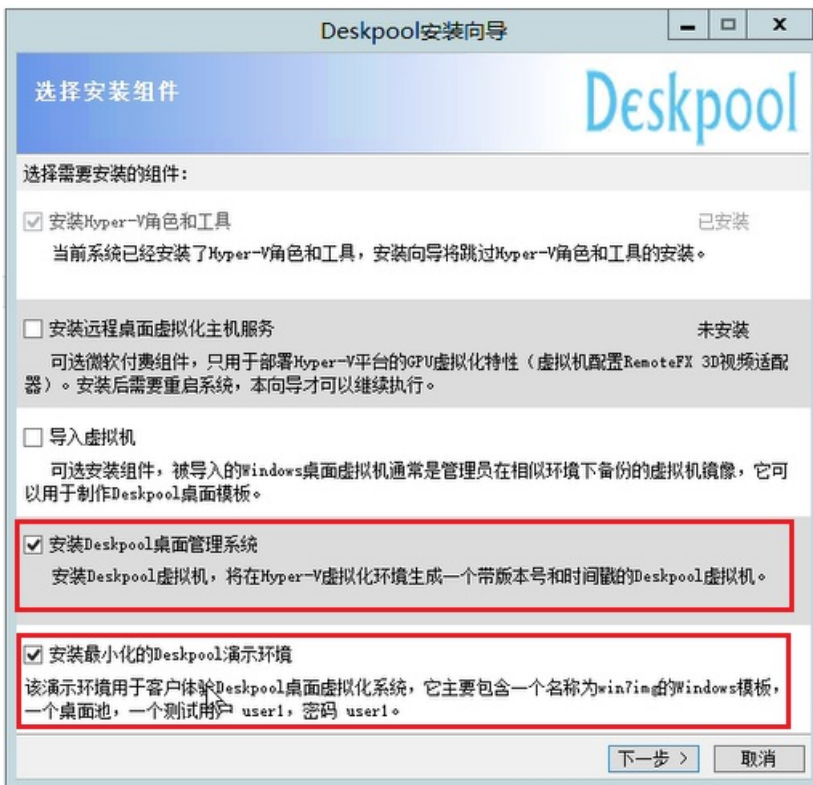 Deskpool安装向导
选择安装组件
Deskpool
选择需要安装的组件：
安装Hyper-V角色和工具 已安装
当前系统已经安装了Hyper-V角色和工具，安装向导将跳过Hyper-V角色和工具的安装。
安装远程桌面虚拟化主机服务 未安装
可选微软付费组件，只用于部署Hyper-V平台的GPU虚拟化特性（虚拟机配置RemoteFX 3D视频适配
器）。安装后需要重启系统，本向导才可以继续执行。
导入虚拟机
可选安装组件，被导入的Windows桌面虚拟机通常是管理员在相似环境下备份的虚拟机镜像，它可
以用于制作Deskpool桌面模板。
安装Deskpool桌面管理系统
安装Deskpool虚拟机，将在Hyper-V虚拟化环境生成一个带版本号和时间戳的Deskpool虚拟机。
安装最小化的Deskpool演示环境
该演示环境用于客户体验Deskpool桌面虚拟化系统，它主要包含一个名称为win7img的Windows模板，
一个桌面池，一个测试用户 user1，密码 user1。
下一步 > 取消